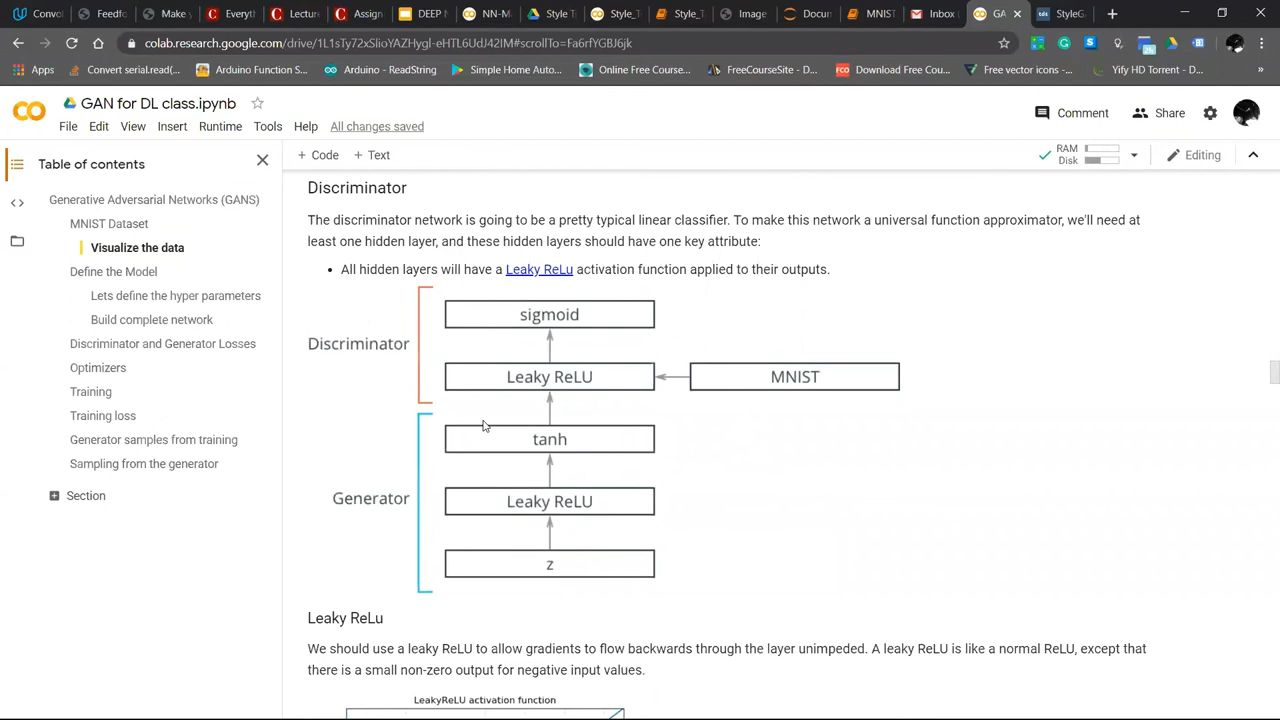 Convol
Feedfo
Make y
Everyth
Lecture
Assign
DEEP N
NN-M
Style Tr
Style_T
Style_T
Image
Docum
MNIST
Inbox (
GA
StyleG
colab.research.google.com/drive/1L1sTy72xSlioYAZHygl-eHTL6UdJ42IM#scrollTo=Fa6rfYGBJ6jk
Apps
Convert serial.read(...
Arduino Function S...
Arduino - ReadString
Simple Home Auto...
Online Free Course...
FreeCourseSite - D...
FCO
Download Free Cou...
Free vector icons -...
Yify HD Torrent - D...
GAN for DL class.ipynb
File Edit View Insert Runtime Tools Help All changes saved
Comment
Share
Table of contents
+ Code + Text
RAM
Disk
Editing
Generative Adversarial Networks (GANS)
MNIST Dataset
Visualize the data
Define the Model
Lets define the hyper parameters
Build complete network
Discriminator and Generator Losses
Optimizers
Training
Training loss
Generator samples from training
Sampling from the generator
Section
Discriminator
The discriminator network is going to be a pretty typical linear classifier. To make this network a universal function approximator, we'll need at
least one hidden layer, and these hidden layers should have one key attribute:
• All hidden layers will have a Leaky ReLu activation function applied to their outputs.
sigmoid
Discriminator
Leaky ReLU
MNIST
tanh
Generator
Leaky ReLU
z
Leaky ReLu
We should use a leaky ReLU to allow gradients to flow backwards through the layer unimpeded. A leaky ReLU is like a normal ReLU, except that
there is a small non-zero output for negative input values.
LeakyReLU activation function